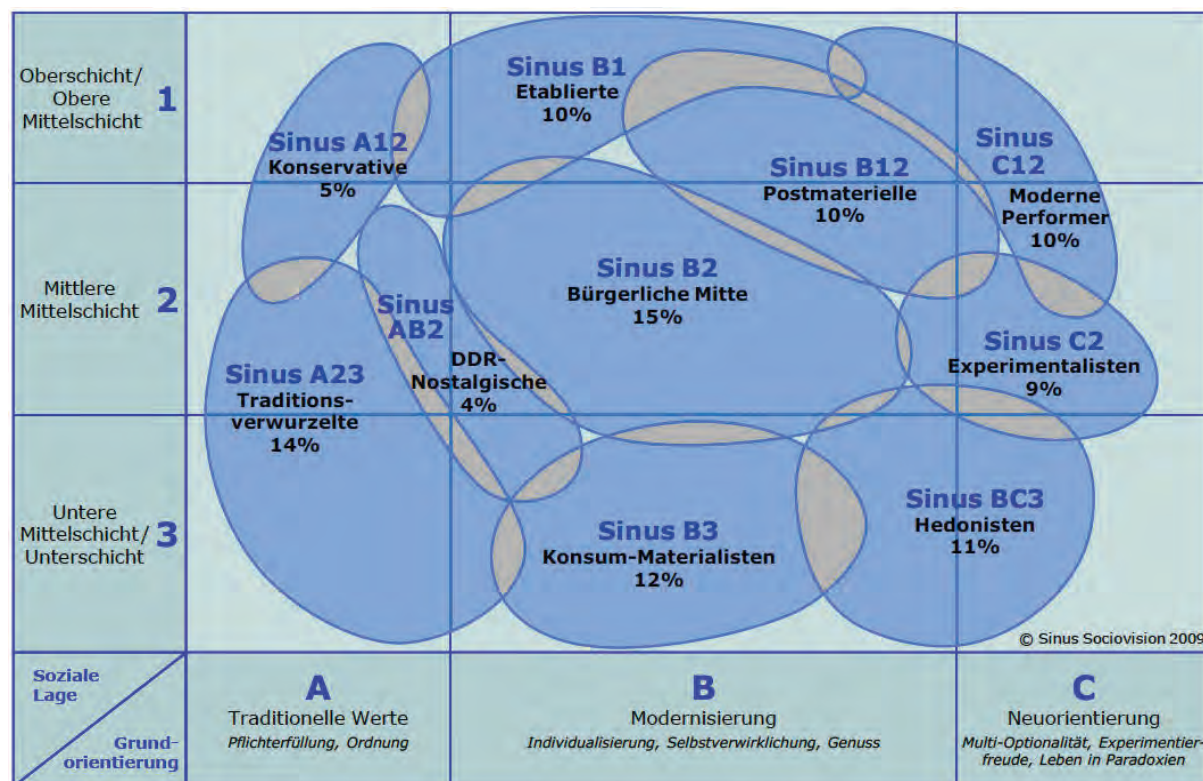 Oberschicht/
Obere
Mittelschicht
1
Sinus B1
Etablierte
10%
Sinus A12
Konservative
5%
Sinus
C12
Moderne
Performer
10%
Sinus B12
Postmaterielle
10%
Mittlere
Mittelschicht
2
Sinus B2
Bürgerliche Mitte
15%
Sinus
AB2
DDR-
Nostalgische
4%
Sinus A23
Traditions-
verwurzelte
14%
Sinus C2
Experimentalisten
9%
Untere
Mittelschicht/
Unterschicht
3
Sinus B3
Konsum-Materialisten
12%
Sinus BC3
Hedonisten
11%
© Sinus Sociovision 2009
Soziale
Lage
Grund-
orientierung
A
Traditionelle Werte
Pflichterfüllung, Ordnung
B
Modernisierung
Individualisierung, Selbstverwirklichung, Genuss
C
Neuorientierung
Multi-Optionalität, Experimentier-
freude, Leben in Paradoxien